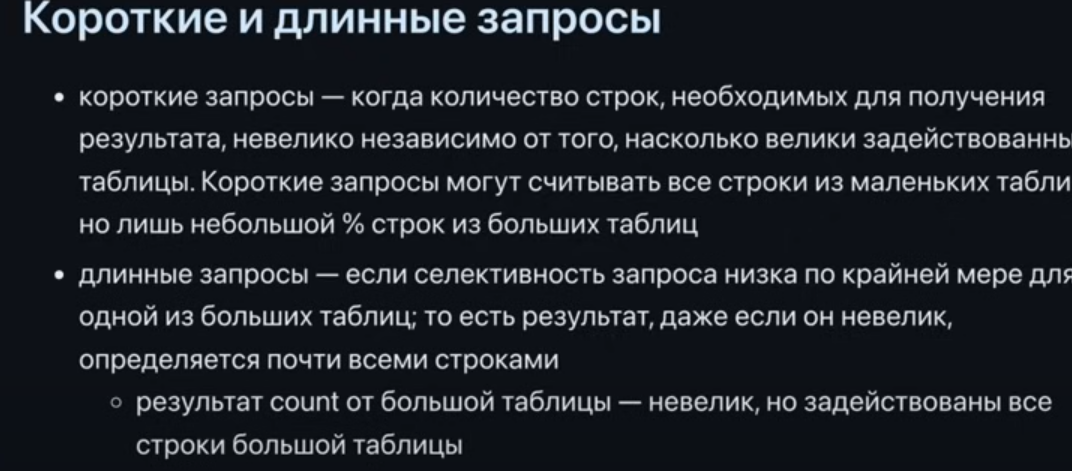 Короткие и длинные запросы
• короткие запросы — когда количество строк, необходимых для получения
результата, невелико независимо от того, насколько велики задействованны
таблицы. Короткие запросы могут считывать все строки из маленьких табли
но лишь небольшой % строк из больших таблиц
• длинные запросы — если селективность запроса низка по крайней мере для
одной из больших таблиц; то есть результат, даже если он невелик,
определяется почти всеми строками
◦ результат count от большой таблицы — невелик, но задействованы все
строки большой таблицы